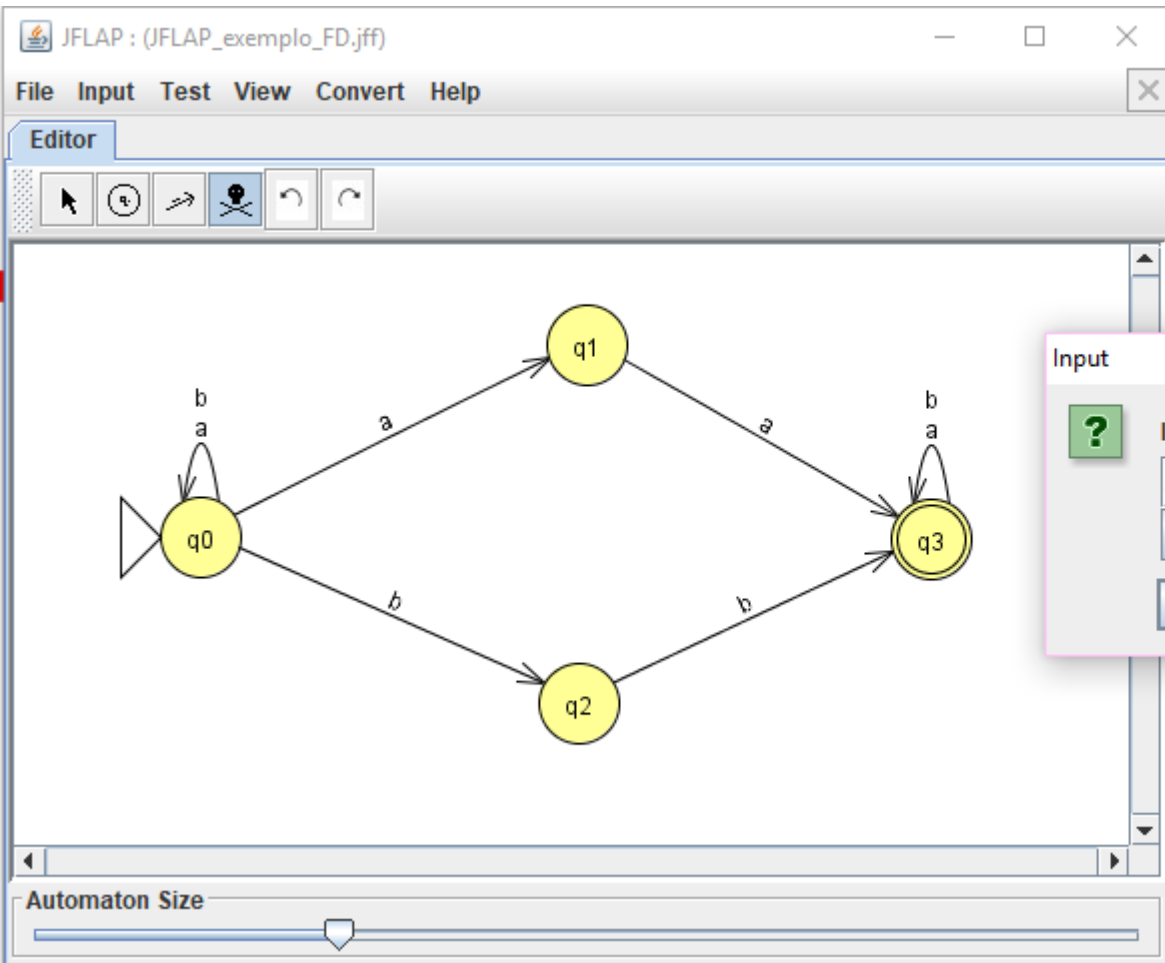 JFLAP : (JFLAP_exemplo_FD.jff)
File Input Test View Convert Help
Editor
q
q1
Input
b
a
a
a
b
a
?
q0
q3
b
b
q2
Automaton Size